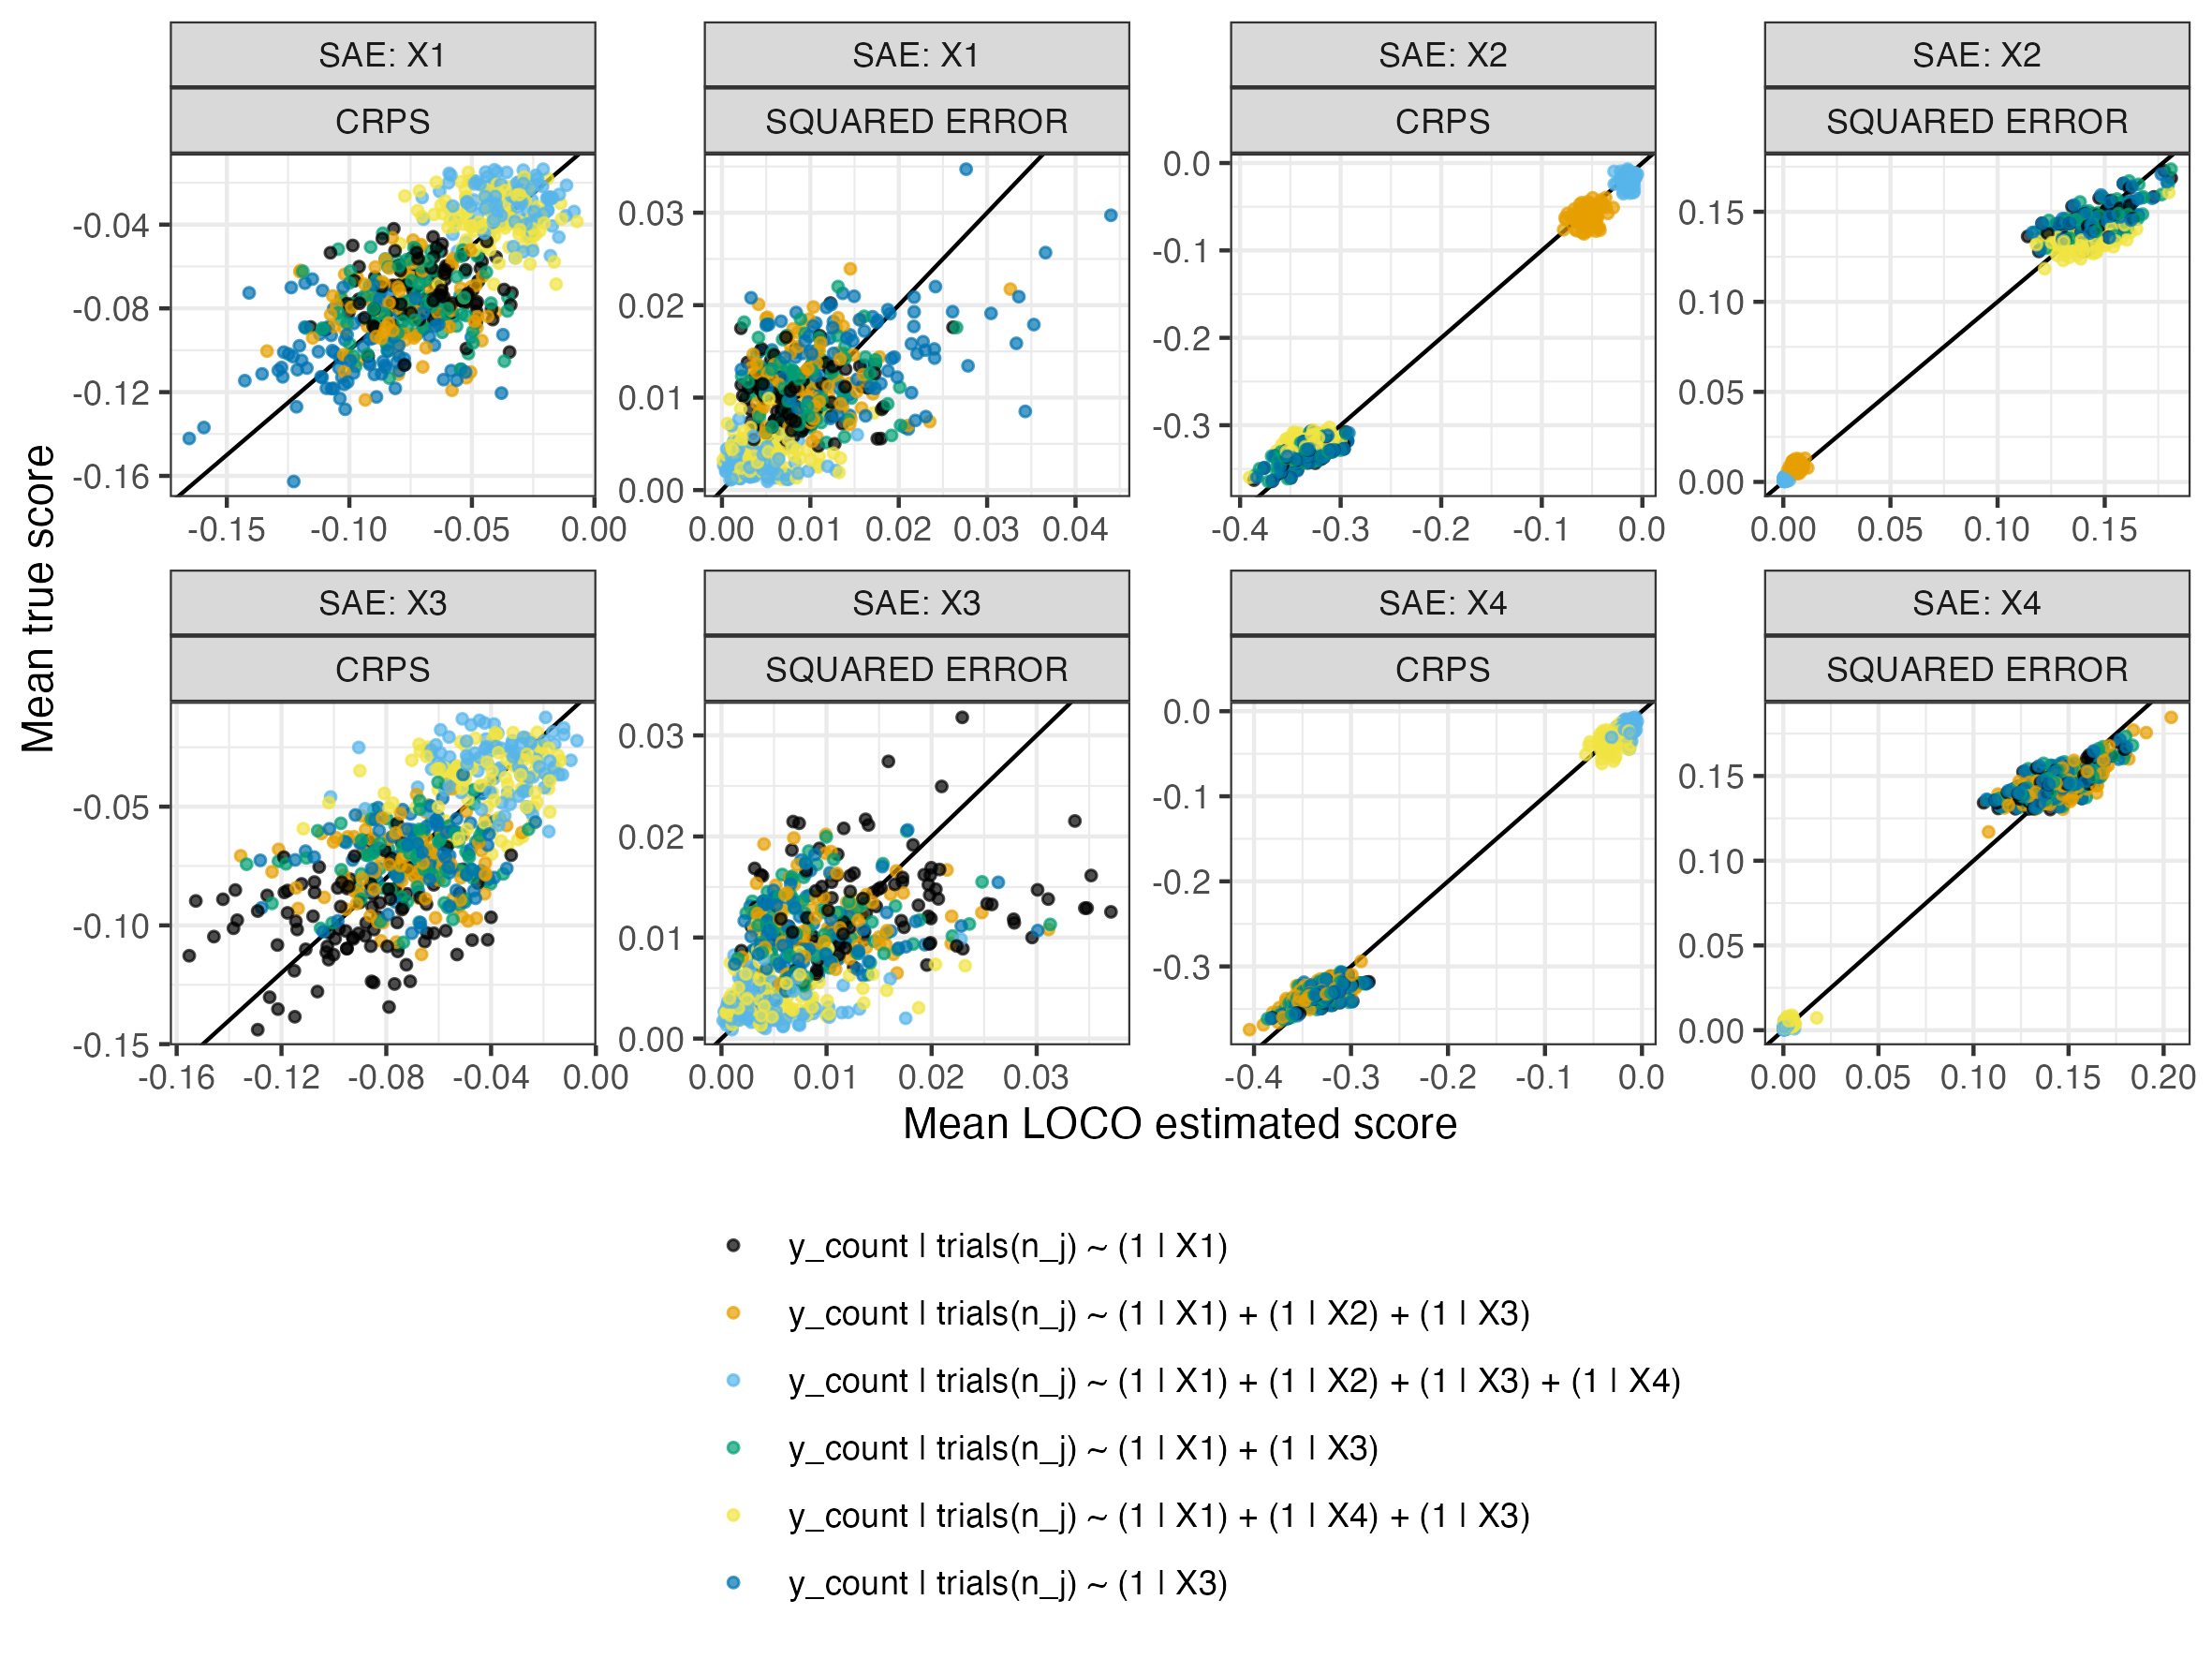 SAE: X1
SAE: X1
SAE: X2
SAE: X2
CRPS
SQUARED ERROR
CRPS
SQUARED ERROR
-0.04
-0.08
-0.12
-0.16
0.03
0.02
0.01
0.00
0.0
-0.1
-0.2
-0.3
0.15
0.10
0.05
0.00
-0.15 -0.10 -0.05 0.00
0.00 0.01 0.02 0.03 0.04
-0.4 -0.3 -0.2 -0.1 0.0
0.00 0.05 0.10 0.15
Mean true score
SAE: X3
SAE: X3
SAE: X4
SAE: X4
CRPS
SQUARED ERROR
CRPS
SQUARED ERROR
-0.05
-0.10
-0.15
0.03
0.02
0.01
0.00
0.0
-0.1
-0.2
-0.3
0.15
0.10
0.05
0.00
-0.16 -0.12 -0.08 -0.04 0.00
0.00 0.01 0.02 0.03
-0.4 -0.3 -0.2 -0.1 0.0
0.00 0.05 0.10 0.15 0.20
Mean LOCO estimated score
y_count | trials(n_j) ~ (1 | X1)
y_count | trials(n_j) ~ (1 | X1) + (1 | X2) + (1 | X3)
y_count | trials(n_j) ~ (1 | X1) + (1 | X2) + (1 | X3) + (1 | X4)
y_count | trials(n_j) ~ (1 | X1) + (1 | X3)
y_count | trials(n_j) ~ (1 | X1) + (1 | X4) + (1 | X3)
y_count | trials(n_j) ~ (1 | X3)